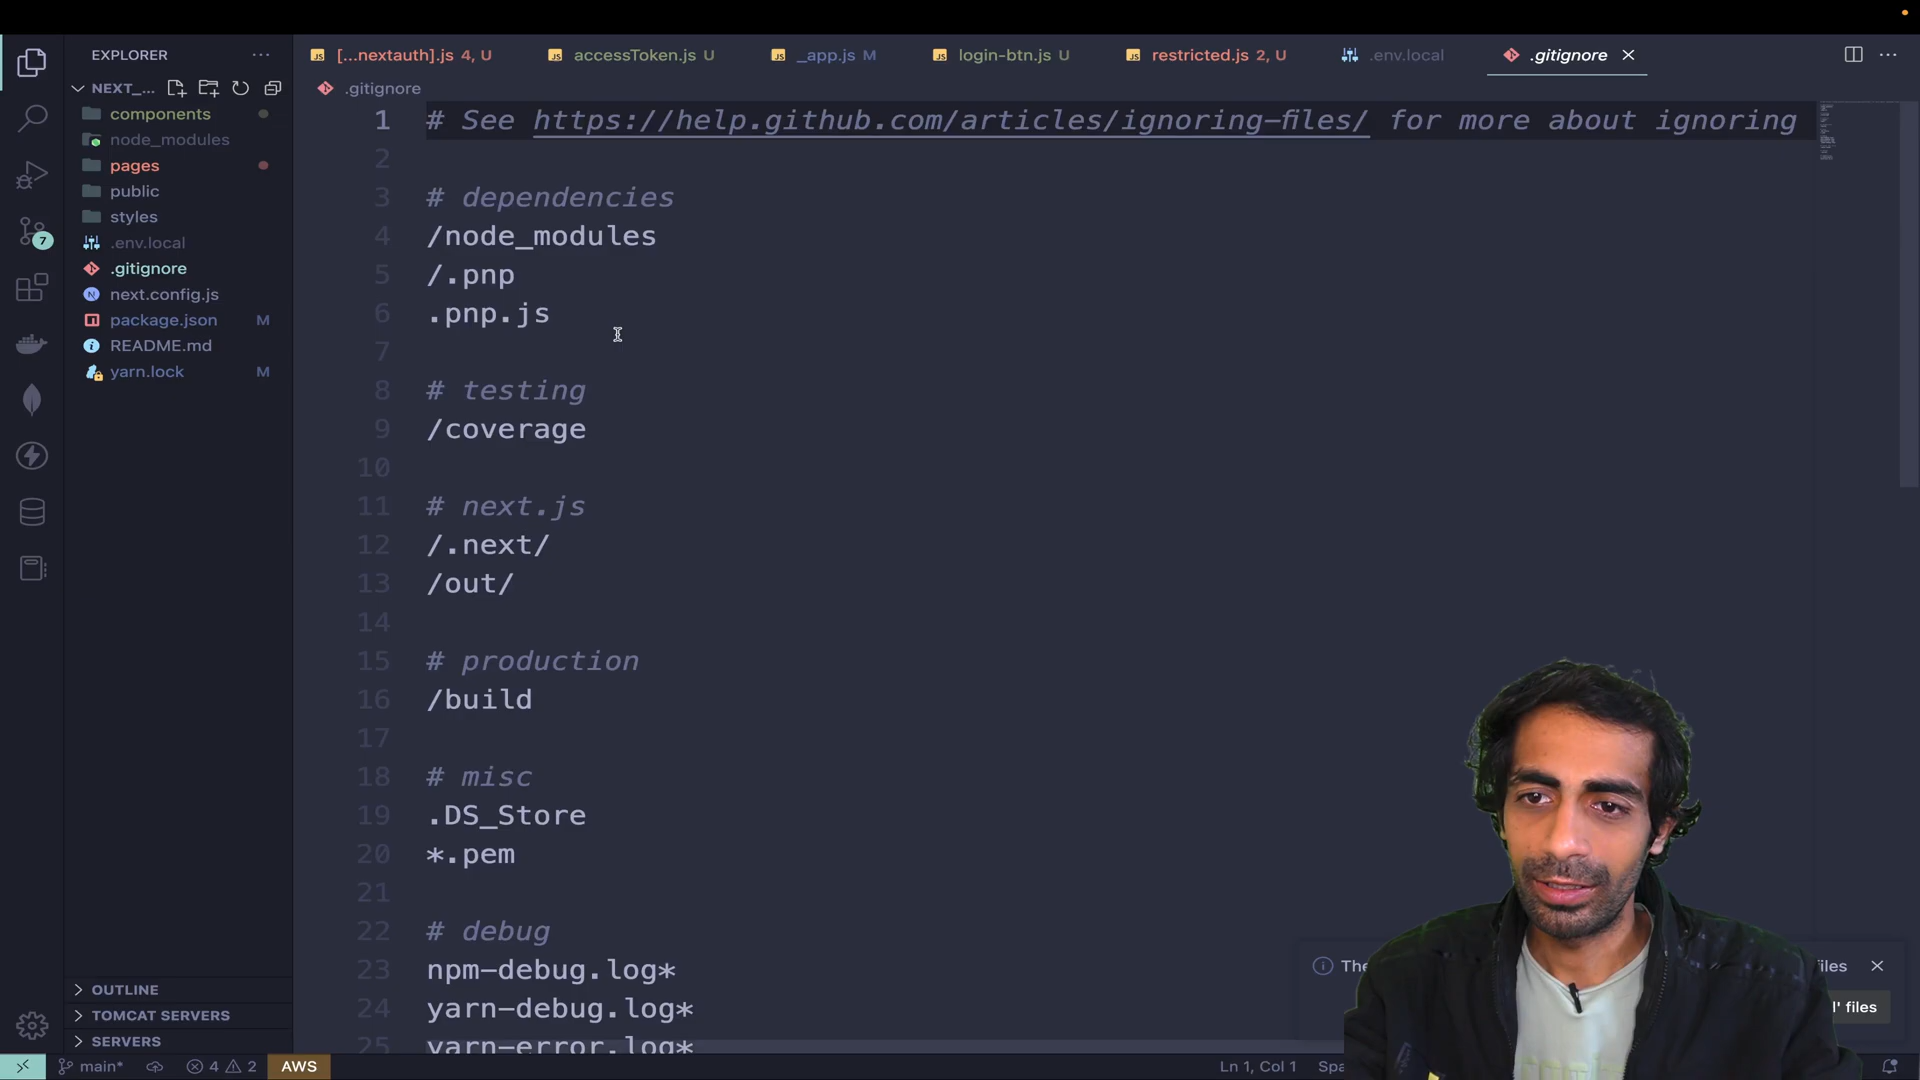 EXPLORER
[...nextauth].js 4, U
accessToken.js U
_app.js M
login-btn.js U
restricted.js 2, U
.env.local
.gitignore
NEXT_...
components
node_modules
pages
public
styles
.env.local
.gitignore
next.config.js
package.json M
README.md
yarn.lock M
7
OUTLINE
TOMCAT SERVERS
SERVERS
.gitignore
1 # See https://help.github.com/articles/ignoring-files/ for more about ignoring
2
3 # dependencies
4 /node_modules
5 /.pnp
6 .pnp.js
7
8 # testing
9 /coverage
10
11 # next.js
12 /.next/
13 /out/
14
15 # production
16 /build
17
18 # misc
19 .DS_Store
20 *.pem
21
22 # debug
23 npm-debug.log*
24 yarn-debug.log*
25 yarn-error.log*
files
' files
main*
4
2
AWS
Ln 1, Col 1